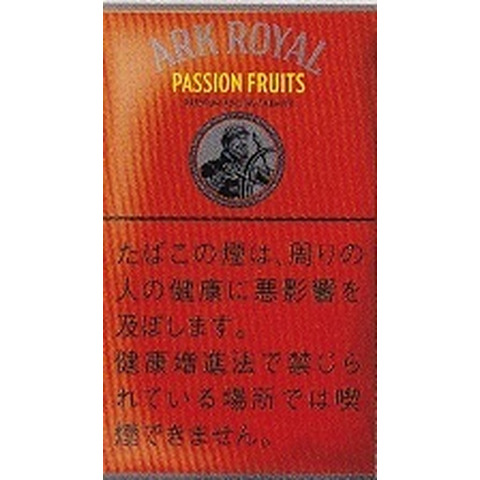 ARK ROYAL
PASSION FRUITS
たばこの煙は、周りの
人の健康に悪影響を
及ぼします。
健康増進法で禁じら
れている場所では喫
煙できません。